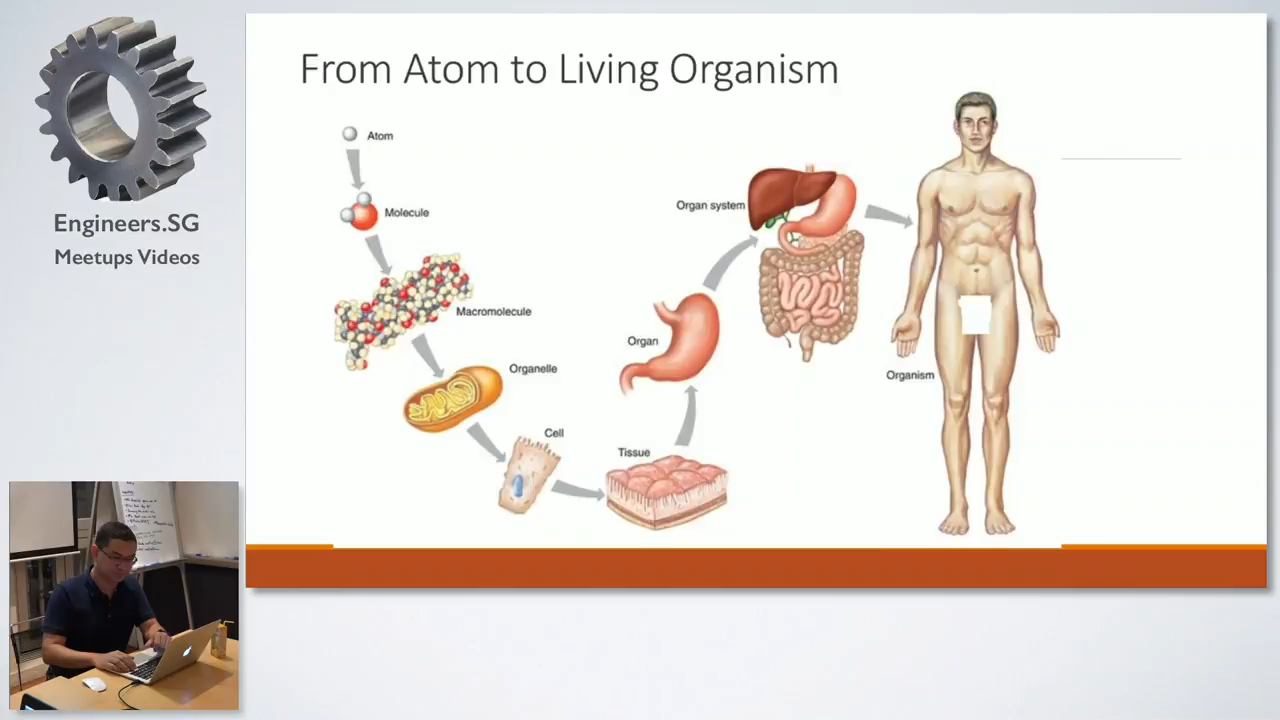 Engineers.SG
Meetups Videos
From Atom to Living Organism
Atom
Molecule
Macromolecule
Organelle
Cell
Tissue
Organ
Organ system
Organism